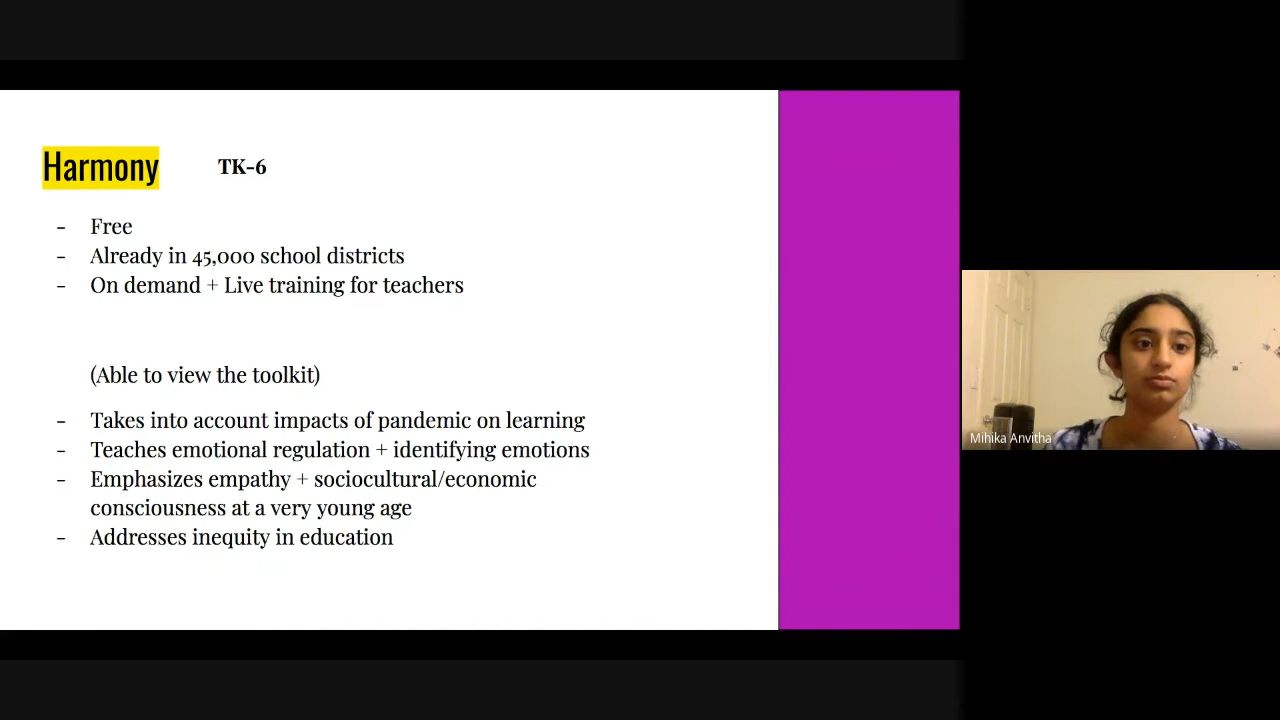 Harmony TK-6
- Free
- Already in 45,000 school districts
- On demand + Live training for teachers
(Able to view the toolkit)
- Takes into account impacts of pandemic on learning
- Teaches emotional regulation + identifying emotions
- Emphasizes empathy + sociocultural/economic
consciousness at a very young age
- Addresses inequity in education
Mihika Anvitha